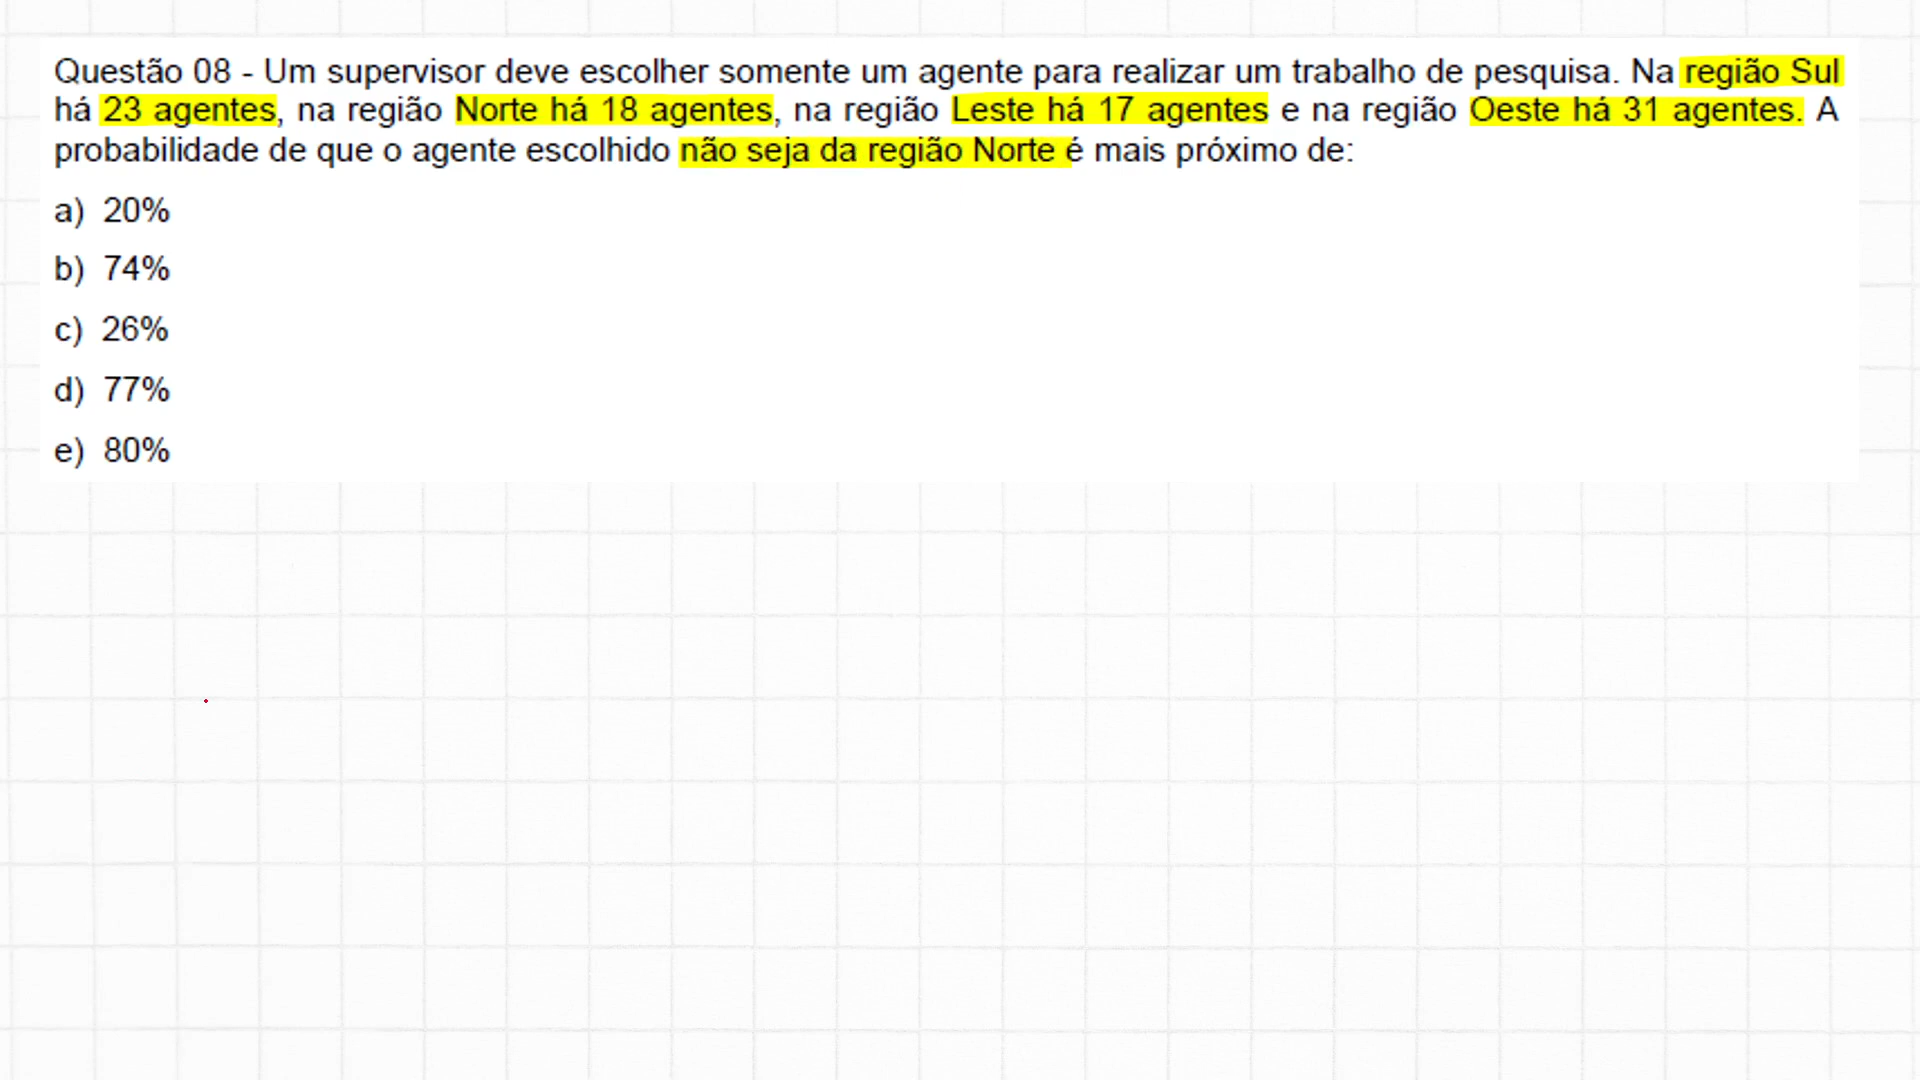 Questão 08 - Um supervisor deve escolher somente um agente para realizar um trabalho de pesquisa. Na região Sul
há 23 agentes, na região Norte há 18 agentes, na região Leste há 17 agentes e na região Oeste há 31 agentes. A
probabilidade de que o agente escolhido não seja da região Norte é mais próximo de:
a) 20%
b) 74%
c) 26%
d) 77%
e) 80%